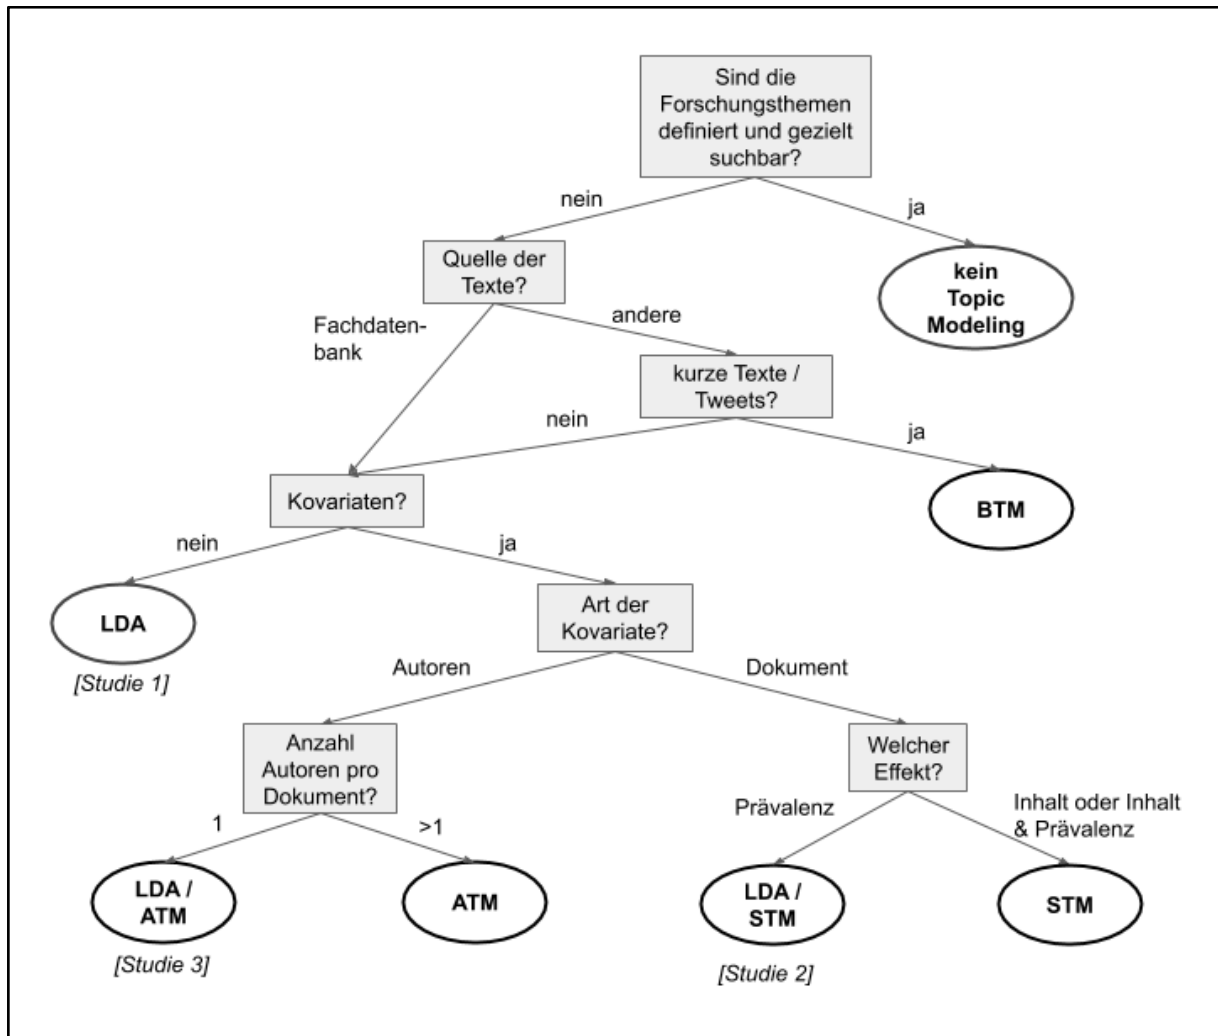 Sind die
Forschungsthemen
definiert und gezielt
suchbar?
nein
ja
Quelle der
Texte?
kein
Topic
Modeling
Fachdaten-
bank
andere
kurze Texte /
Tweets?
nein
ja
Kovariaten?
BTM
nein
ja
LDA
[Studie 1]
Art der
Kovariate?
Autoren
Dokument
Anzahl
Autoren pro
Dokument?
Welcher
Effekt?
1
>1
Prävalenz
Inhalt oder Inhalt
& Prävalenz
LDA /
ATM
[Studie 3]
ATM
LDA /
STM
[Studie 2]
STM